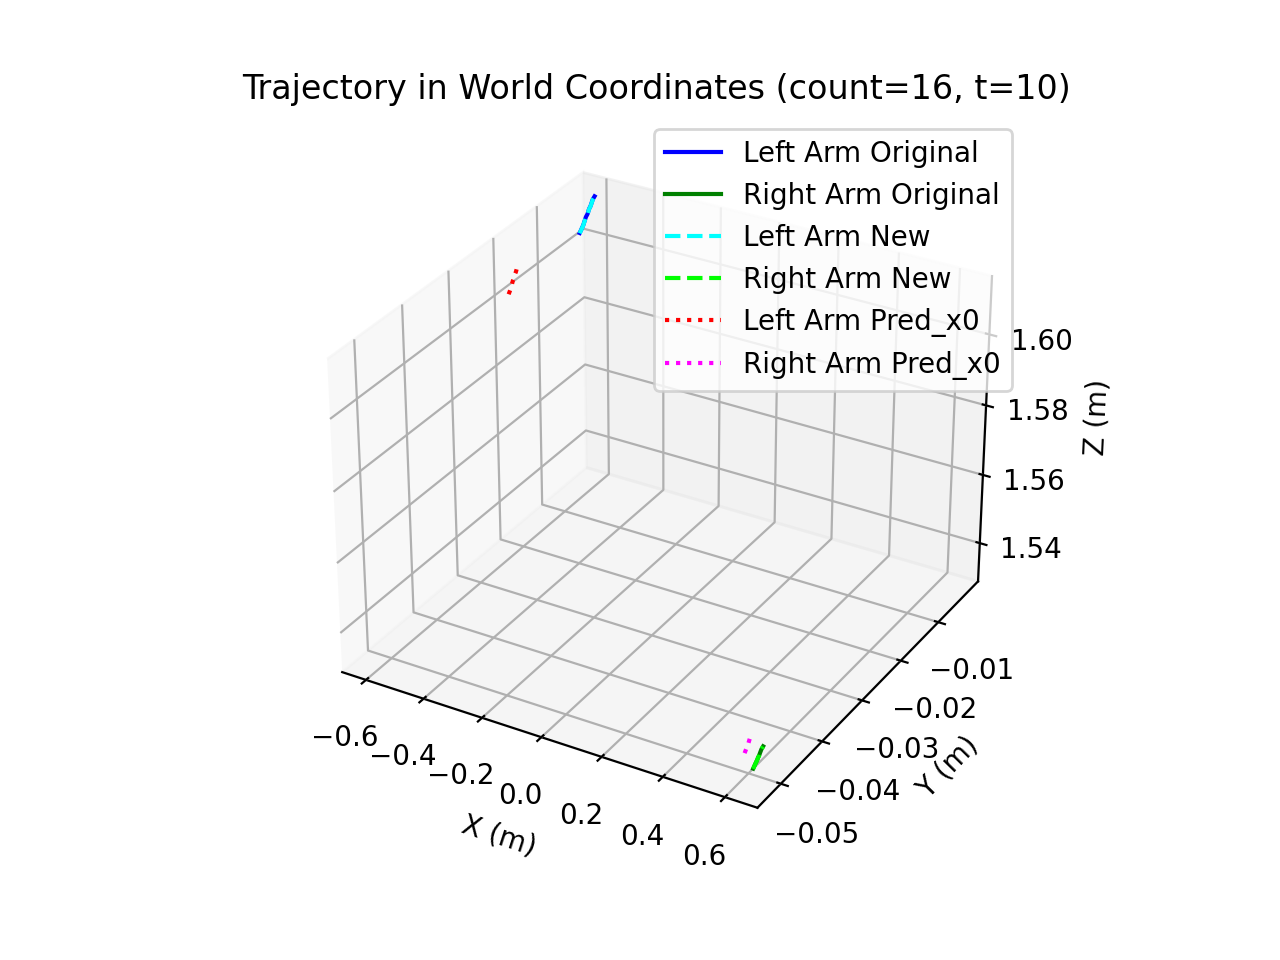 Trajectory in World Coordinates (count=16, t=10)
Left Arm Original
Right Arm Original
Left Arm New
Right Arm New
Left Arm Pred_x0
Right Arm Pred_x0
1.60
1.58
1.56
1.54
Z (m)
−0.01
−0.02
−0.03
−0.04
−0.05
Y (m)
−0.6
−0.4
−0.2
0.0
0.2
0.4
0.6
X (m)